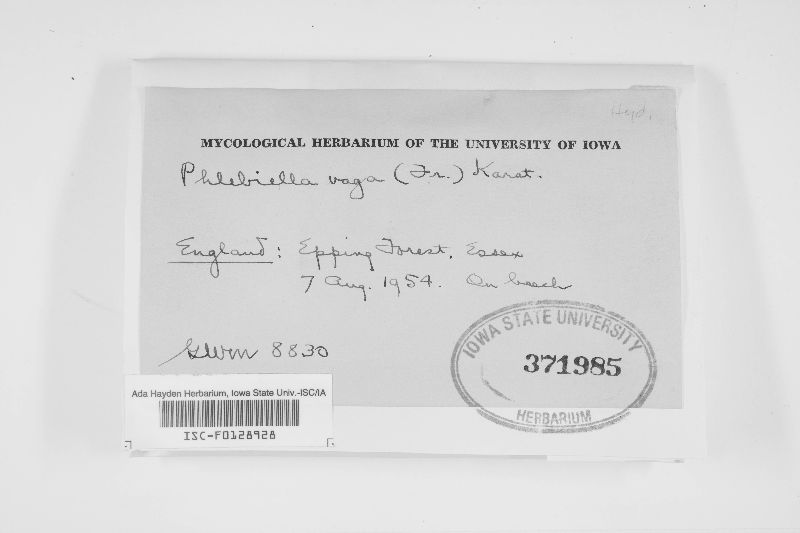 Hyd.
MYCOLOGICAL HERBARIUM OF THE UNIVERSITY OF IOWA
Phlebiella vaga (Fr.) Karst.
England: Epping Forest, Essex
7 Aug. 1954. On beech
GWM 8830
IOWA STATE UNIVERSITY
371985
HERBARIUM
Ada Hayden Herbarium, Iowa State Univ.-ISC/IA
ISC-F0128928